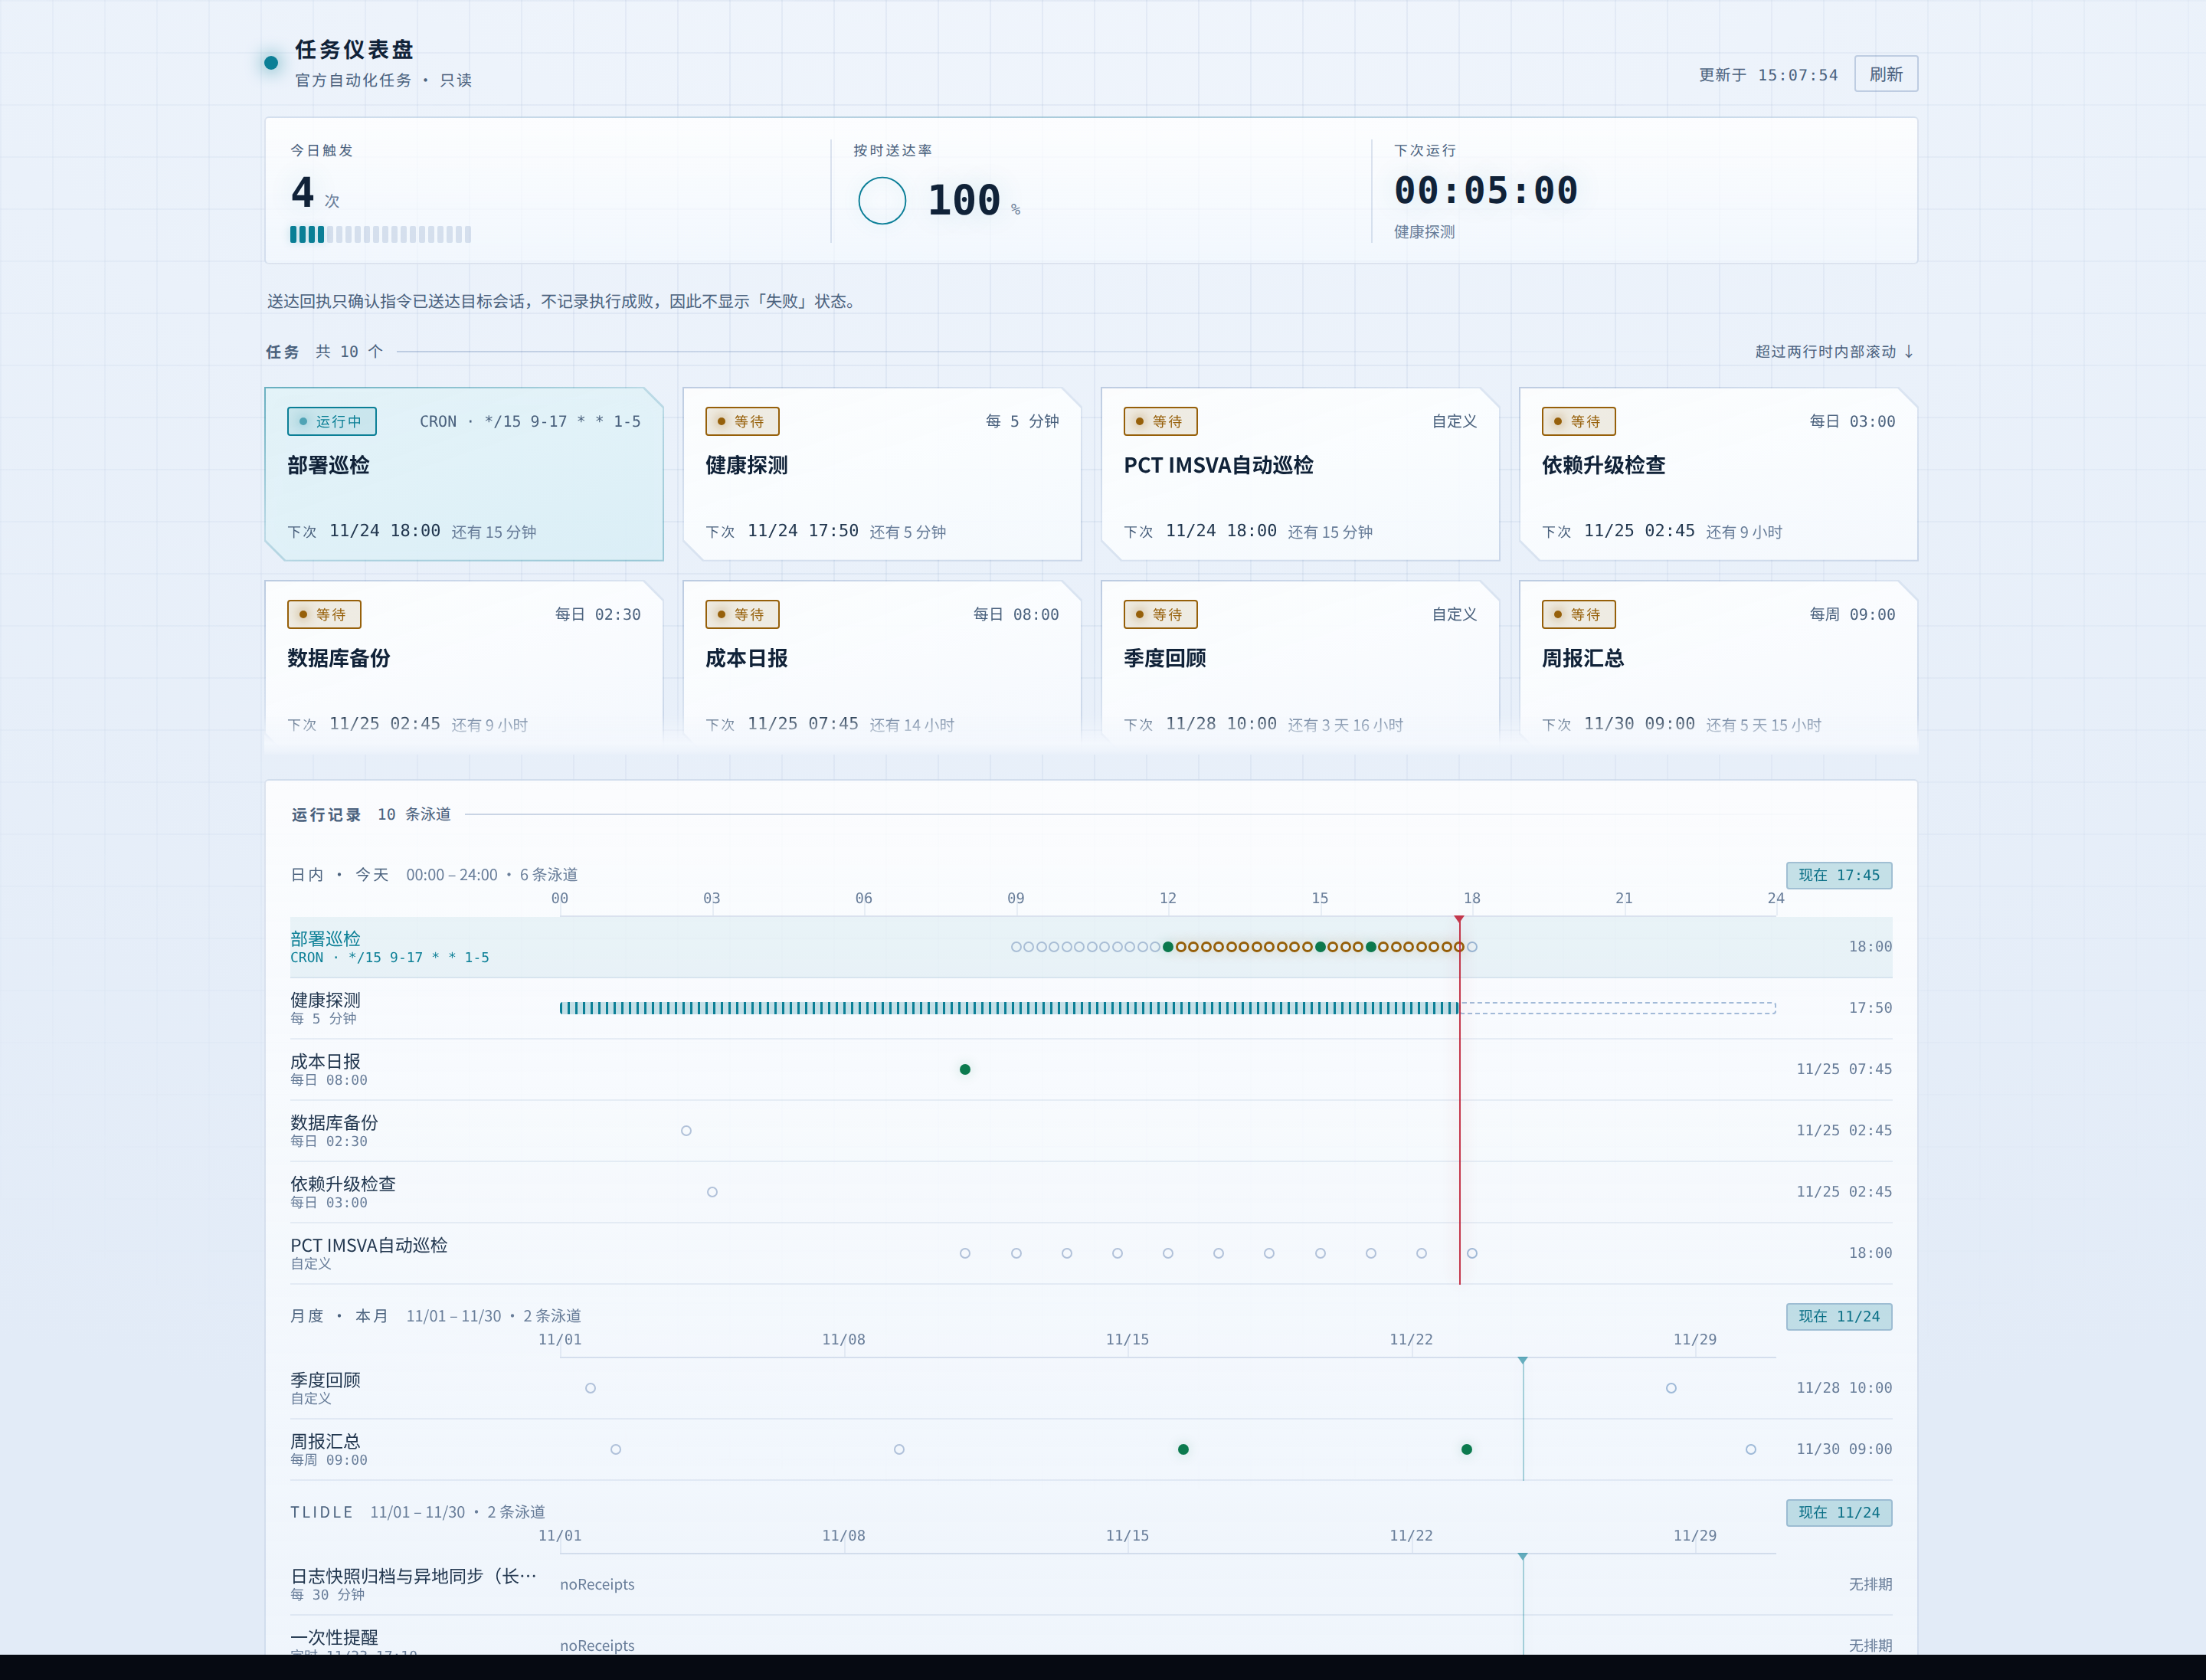 任务仪表盘
官方自动化任务 · 只读
更新于 15:07:54
刷新
今日触发
4 次
按时送达率
100 %
下次运行
00:05:00
健康探测
送达回执只确认指令已送达目标会话，不记录执行成败，因此不显示「失败」状态。
任务 共 10 个
超过两行时内部滚动 ↓
运行中 CRON · */15 9-17 * * 1-5
部署巡检
下次 11/24 18:00 还有 15 分钟
等待 每 5 分钟
健康探测
下次 11/24 17:50 还有 5 分钟
等待 自定义
PCT IMSVA自动巡检
下次 11/24 18:00 还有 15 分钟
等待 每日 03:00
依赖升级检查
下次 11/25 02:45 还有 9 小时
等待 每日 02:30
数据库备份
下次 11/25 02:45 还有 9 小时
等待 每日 08:00
成本日报
下次 11/25 07:45 还有 14 小时
等待 自定义
季度回顾
下次 11/28 10:00 还有 3 天 16 小时
等待 每周 09:00
周报汇总
下次 11/30 09:00 还有 5 天 15 小时
运行记录 10 条泳道
日内 · 今天 00:00 – 24:00 · 6 条泳道
现在 17:45
00 03 06 09 12 15 18 21 24
部署巡检
CRON · */15 9-17 * * 1-5
18:00
健康探测
每 5 分钟
17:50
成本日报
每日 08:00
11/25 07:45
数据库备份
每日 02:30
11/25 02:45
依赖升级检查
每日 03:00
11/25 02:45
PCT IMSVA自动巡检
自定义
18:00
月度 · 本月 11/01 – 11/30 · 2 条泳道
现在 11/24
11/01 11/08 11/15 11/22 11/29
季度回顾
自定义
11/28 10:00
周报汇总
每周 09:00
11/30 09:00
TLIDLE 11/01 – 11/30 · 2 条泳道
现在 11/24
11/01 11/08 11/15 11/22 11/29
日志快照归档与异地同步（长…
每 30 分钟
noReceipts
无排期
一次性提醒
noReceipts
无排期